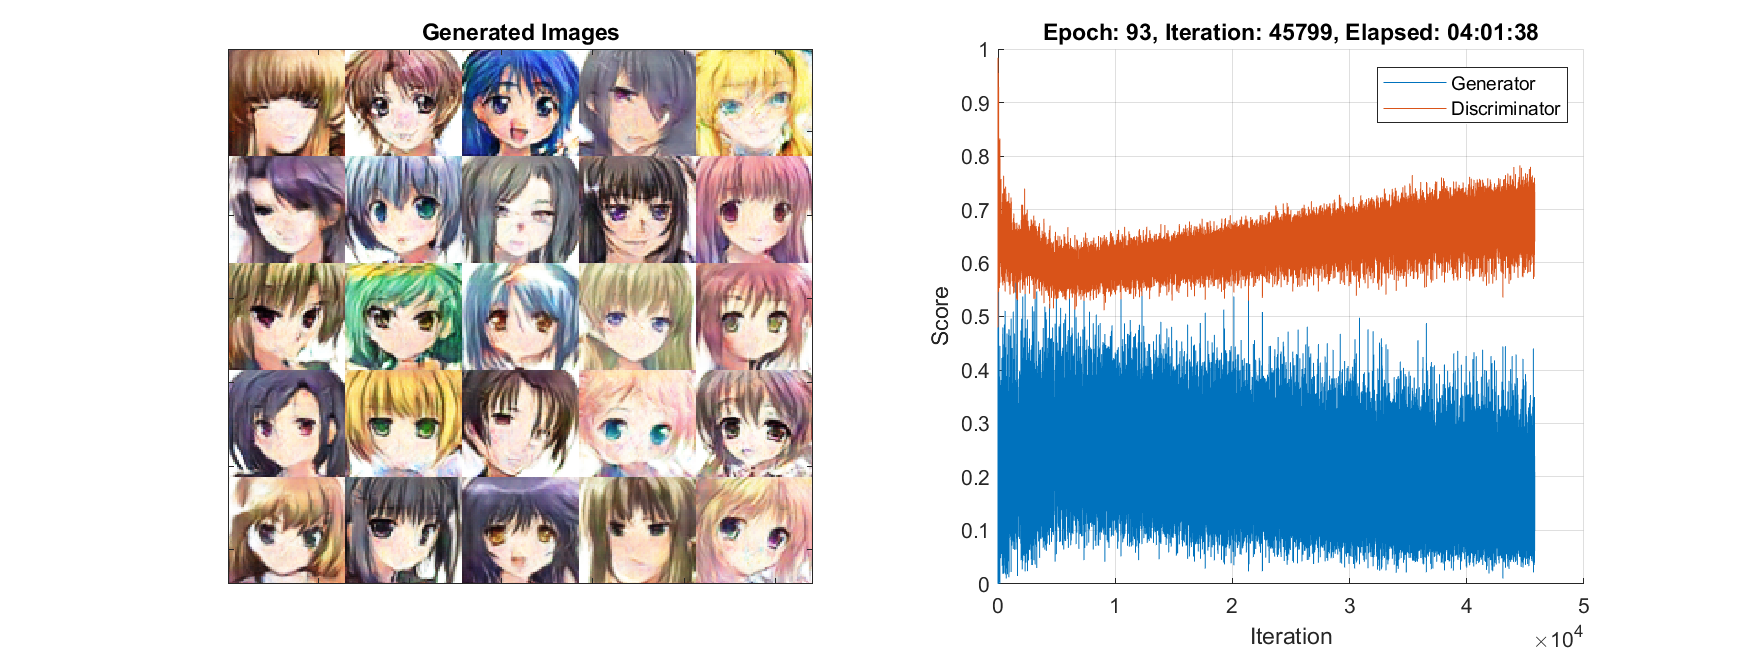 Generated Images
Epoch: 93, Iteration: 45799, Elapsed: 04:01:38
Generator
Discriminator
1
0.9
0.8
0.7
0.6
0.5
0.4
0.3
0.2
0.1
0
Score
0 1 2 3 4 5
Iteration
×10⁴